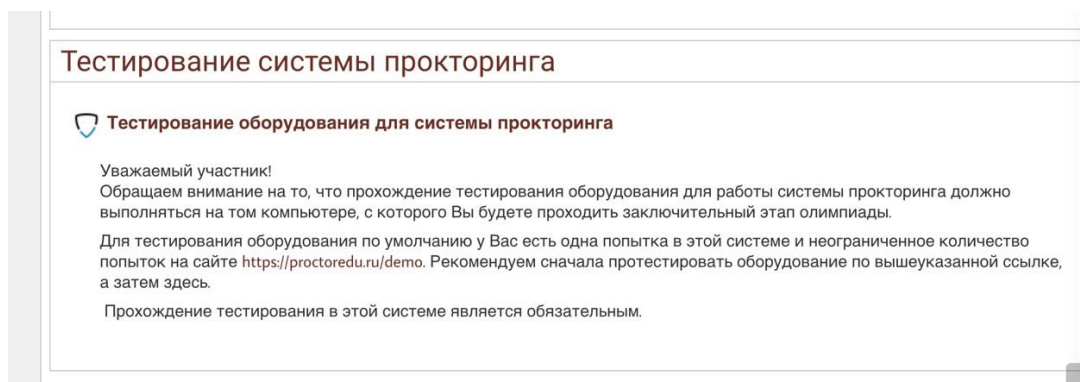 Тестирование системы прокторинга
Тестирование оборудования для системы прокторинга
Уважаемый участник!
Обращаем внимание на то, что прохождение тестирования оборудования для работы системы прокторинга должно
выполняться на том компьютере, с которого Вы будете проходить заключительный этап олимпиады.
Для тестирования оборудования по умолчанию у Вас есть одна попытка в этой системе и неограниченное количество
попыток на сайте https://proctoredu.ru/demo. Рекомендуем сначала протестировать оборудование по вышеуказанной ссылке,
а затем здесь.
Прохождение тестирования в этой системе является обязательным.